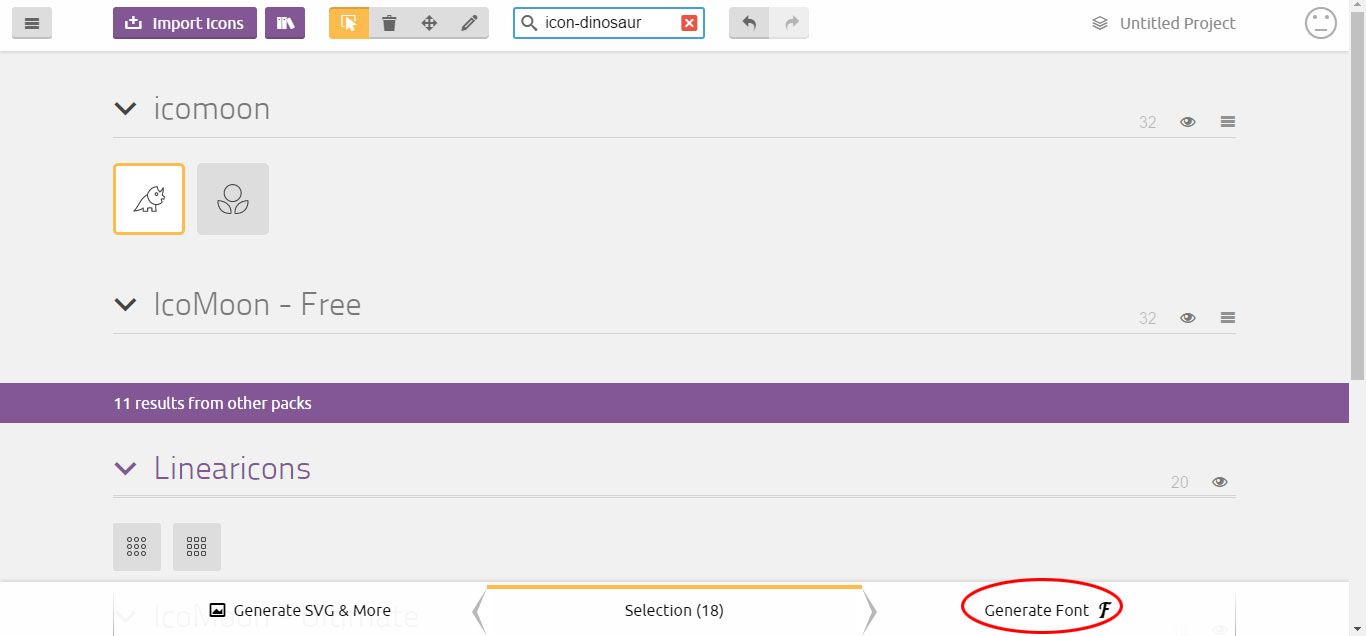 Import Icons
icon-dinosaur
Untitled Project
icomoon
32
IcoMoon - Free
32
11 results from other packs
Linearicons
20
IcoMoon - Ultimate
Generate SVG & More
Selection (18)
Generate Font